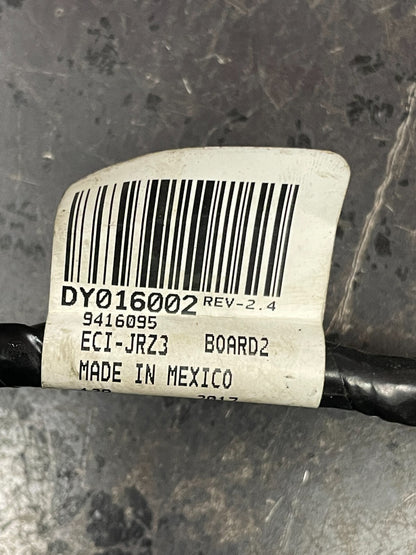 DY016002 REV-2.4
9416095
ECI-JRZ3 BOARD2
MADE IN MEXICO